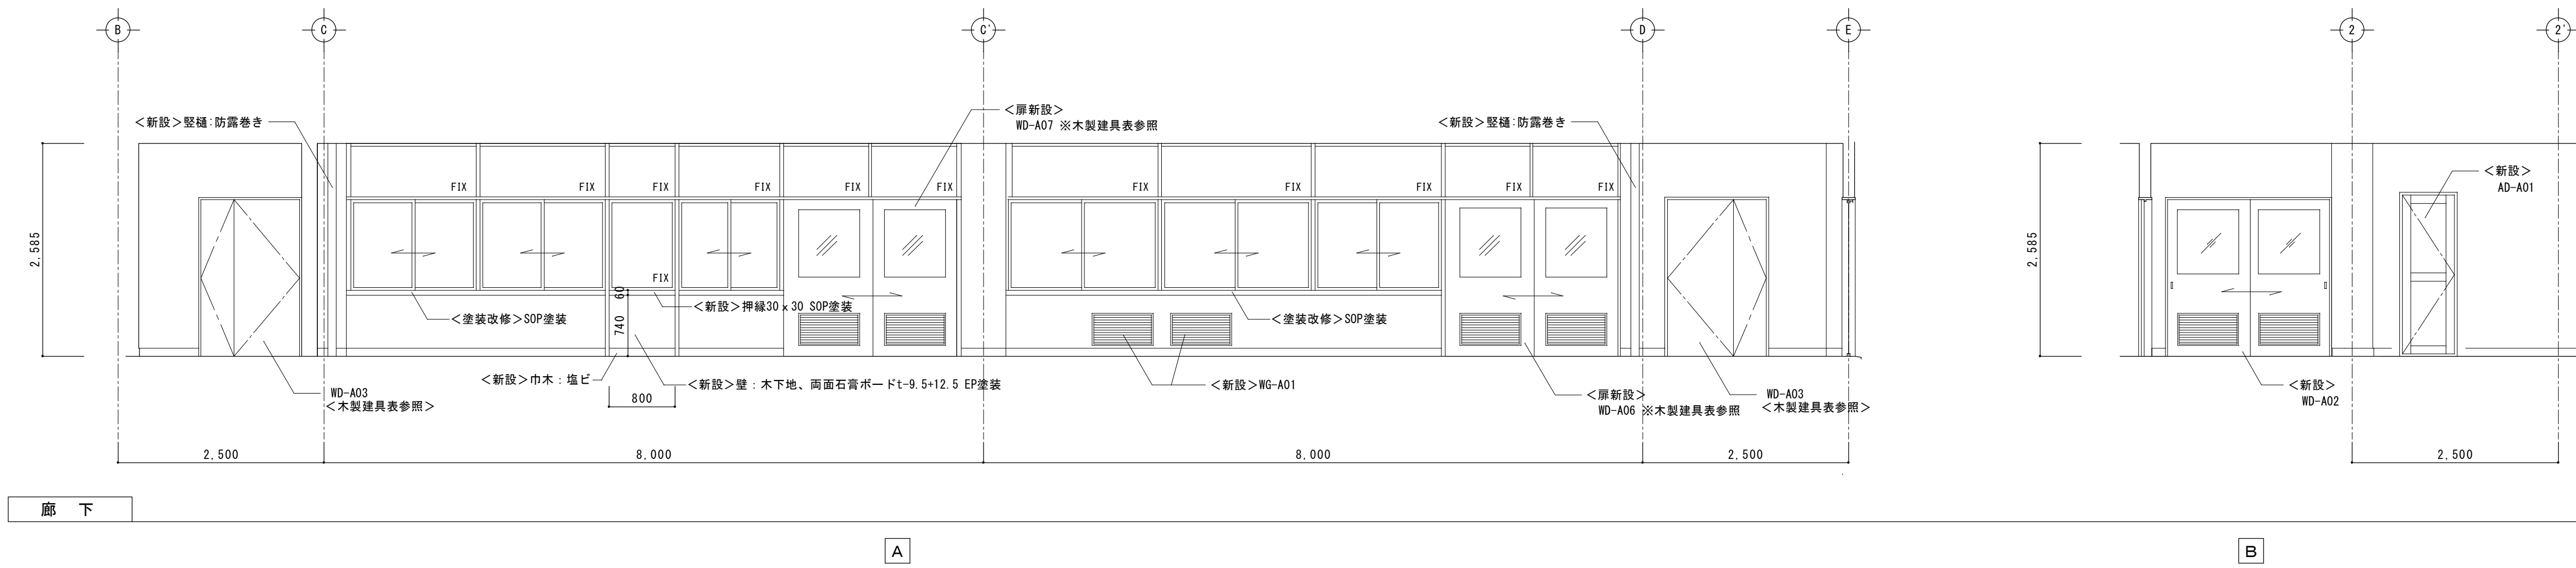 B
C
C'
D
E
2
2'
<新設>竪樋:防露巻き
<扉新設>
WD-A07 ※木製建具表参照
<新設>竪樋:防露巻き
<新設>
AD-A01
FIX
FIX
FIX
FIX
FIX
FIX
FIX
FIX
FIX
FIX
FIX
2,585
2,585
FIX
60
740
<新設>押縁30x30 SOP塗装
<塗装改修>SOP塗装
<塗装改修>SOP塗装
<新設>巾木：塩ビ
<新設>壁：木下地、両面石膏ボードt-9.5+12.5 EP塗装
<新設>WG-A01
WD-A03
<木製建具表参照>
800
<扉新設>
WD-A06 ※木製建具表参照
WD-A03
<木製建具表参照>
<新設>
WD-A02
2,500
8,000
8,000
2,500
2,500
廊 下
A
B